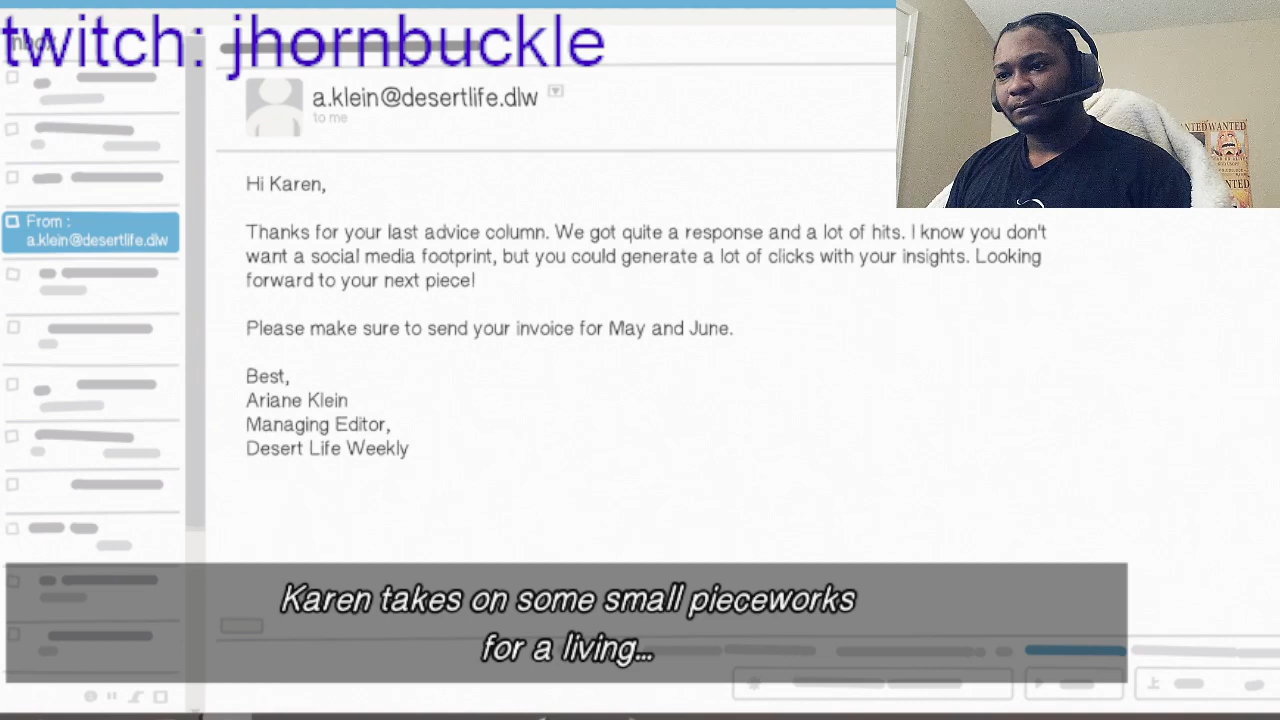 twitch: jhornbuckle
a.klein@desertlife.dlw
to me
Hi Karen,
From :
a.klein@desertlife.dlw
Thanks for your last advice column. We got quite a response and a lot of hits. I know you don't
want a social media footprint, but you could generate a lot of clicks with your insights. Looking
forward to your next piece!
Please make sure to send your invoice for May and June.
Best,
Ariane Klein
Managing Editor,
Desert Life Weekly
WANTED
WANTED
Karen takes on some small pieceworks
for a living...